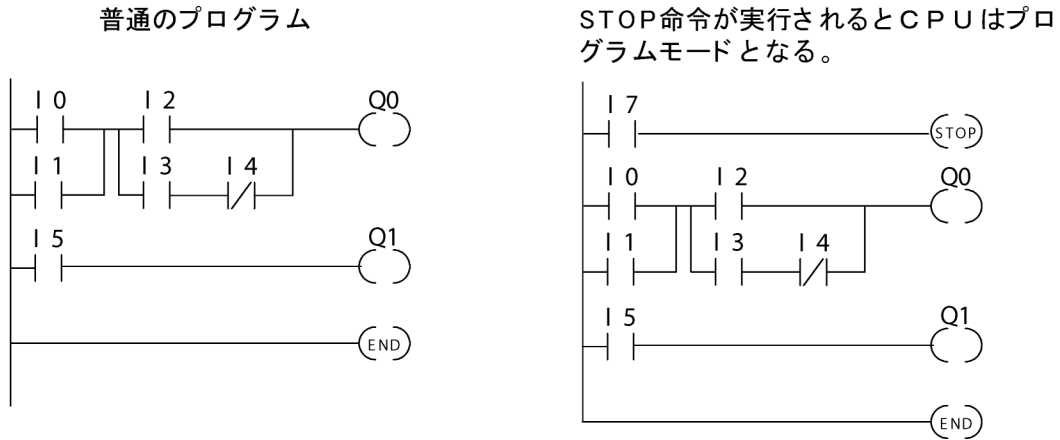 普通のプログラム
I 0 I 2 Q0
I 1 I 3 I 4
I 5 Q1
END
STOP命令が実行されるとＣＰＵはプロ
グラムモードとなる。
I 7
STOP
I 0 I 2 Q0
I 1 I 3 I 4
I 5 Q1
END